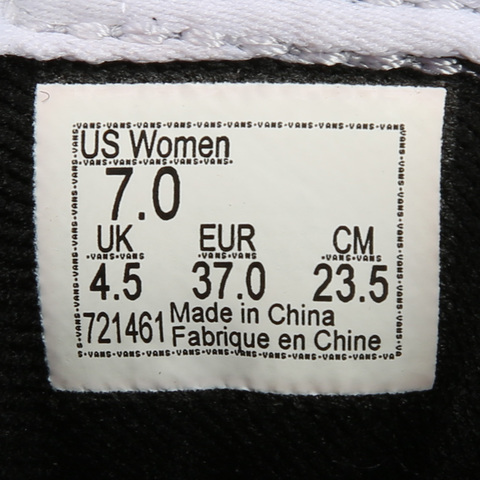 US Women
7.0
UK EUR CM
4.5 37.0 23.5
721461 Made in China
Fabrique en Chine